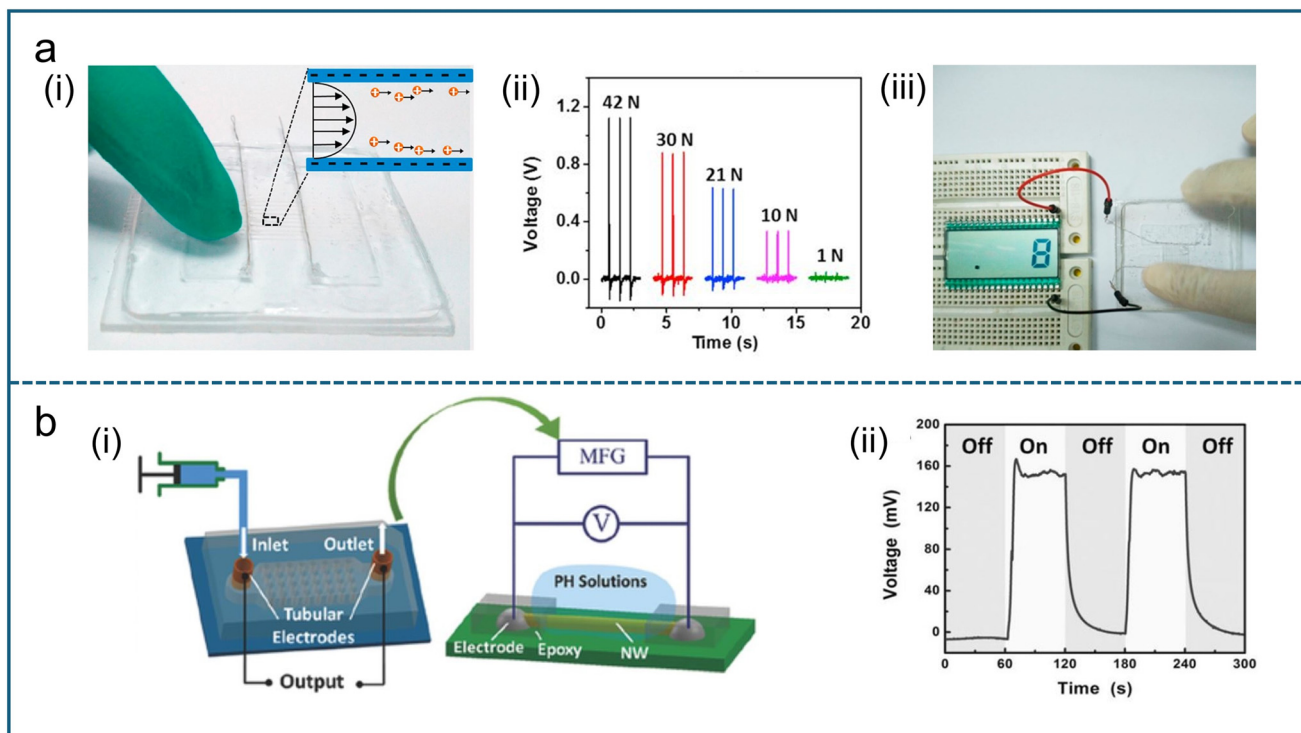 a
(i)
(ii)
Voltage (V)
1.2
0.8
0.4
0.0
42 N
30 N
21 N
10 N
1 N
0
5
10
15
20
Time (s)
(iii)
8
b
(i)
Inlet
Outlet
Tubular
Electrodes
Output
MFG
V
PH Solutions
Electrode
Epoxy
NW
(ii)
Voltage (mV)
200
160
120
80
40
0
Off
On
Off
On
Off
0
60
120
180
240
300
Time (s)